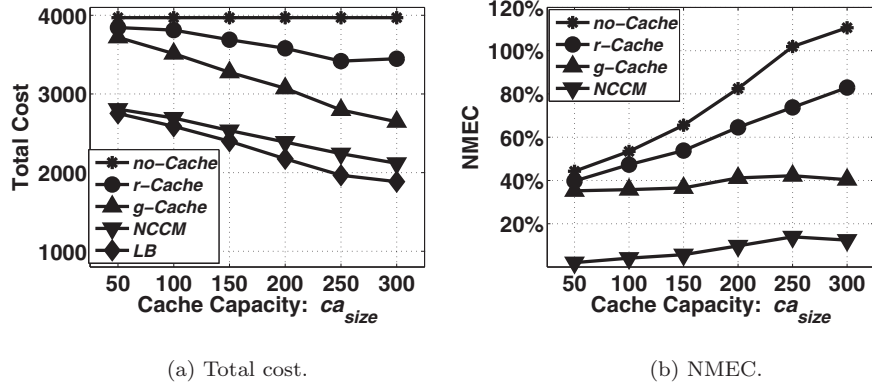 4000
3000
2000
1000
Total Cost
no-Cache
r-Cache
g-Cache
NCCM
LB
50 100 150 200 250 300
Cache Capacity: ca_size
(a) Total cost.
120%
100%
80%
60%
40%
20%
NMEC
no-Cache
r-Cache
g-Cache
NCCM
50 100 150 200 250 300
Cache Capacity: ca_size
(b) NMEC.